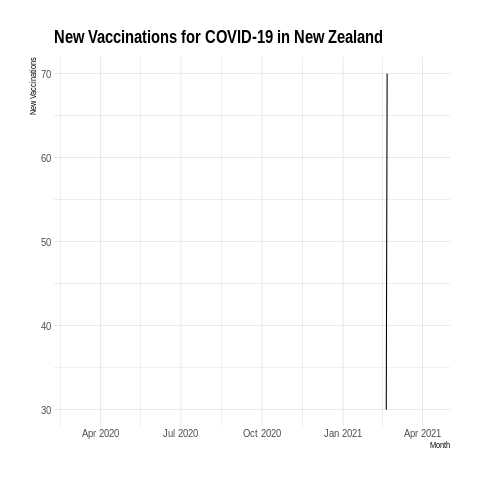 New Vaccinations for COVID-19 in New Zealand
New Vaccinations
70
60
50
40
30
Apr 2020 Jul 2020 Oct 2020 Jan 2021 Apr 2021
Month